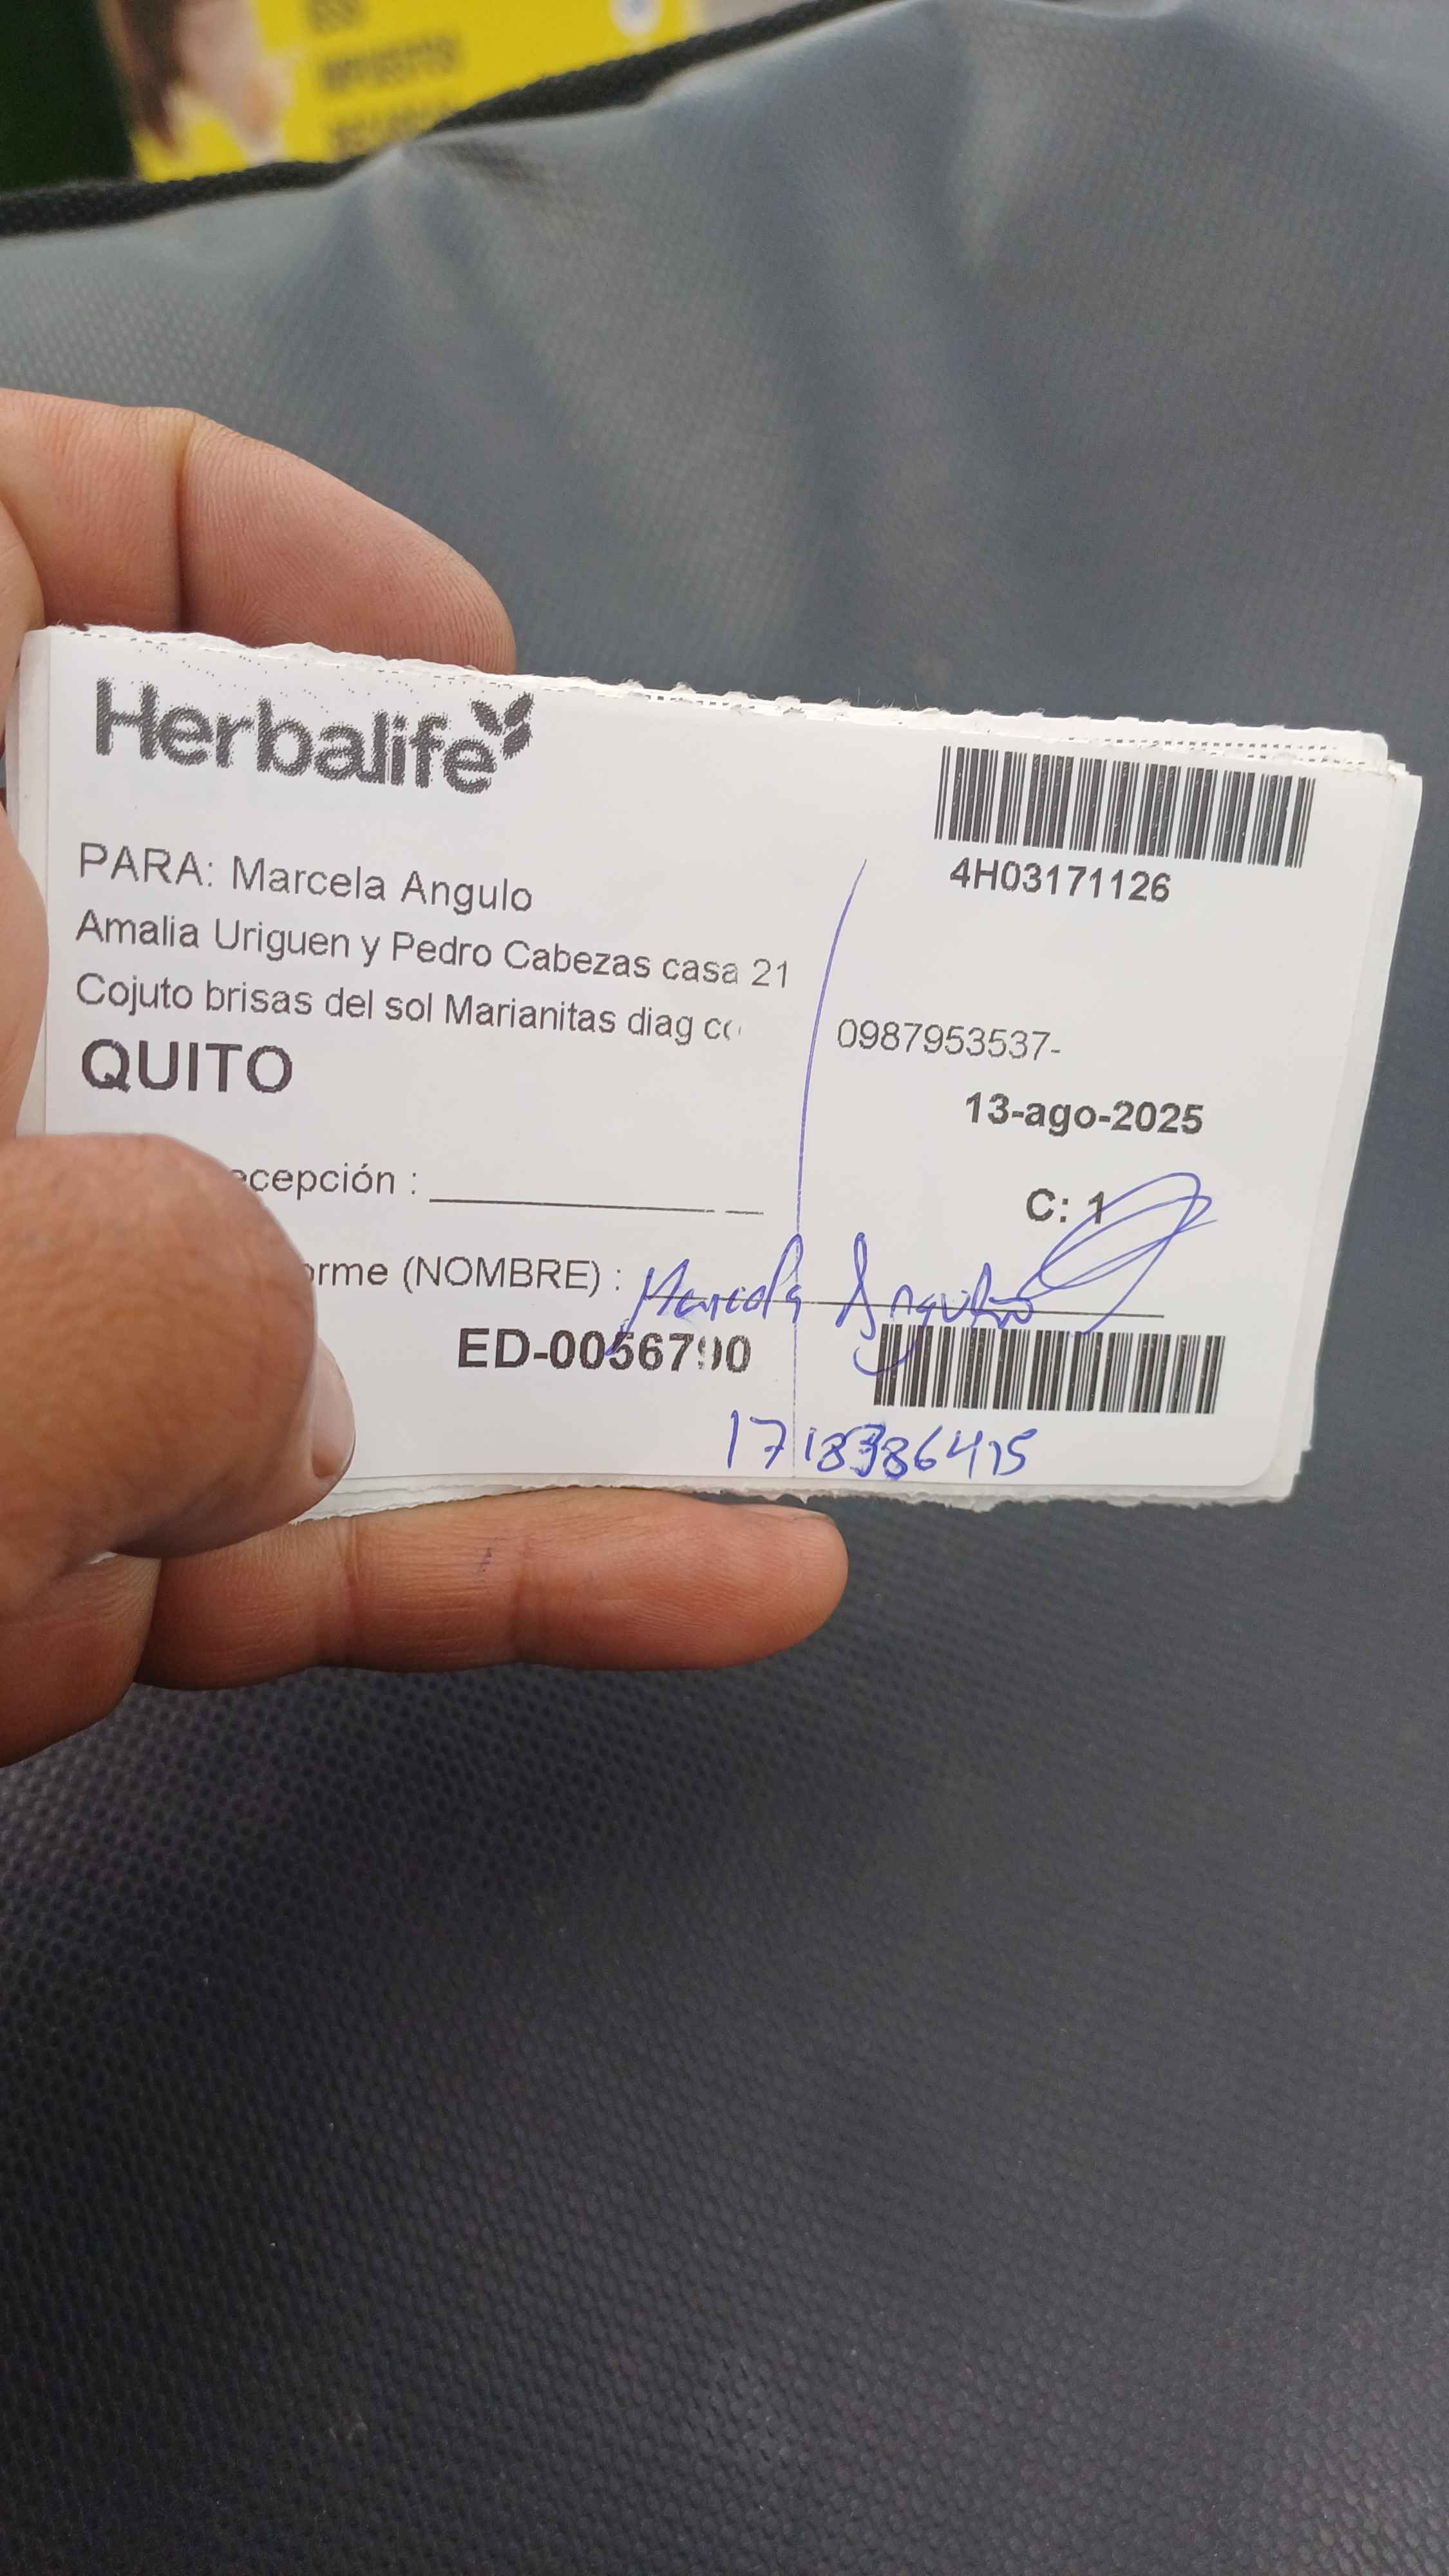 Herbalife
4H03171126
PARA: Marcela Angulo
Amalia Uriguen y Pedro Cabezas casa 21
Cojuto brisas del sol Marianitas diag
0987953537-
QUITO
13-ago-2025
ecepción :
C: 1
orme (NOMBRE) : Marcela Angulo
ED-0056790